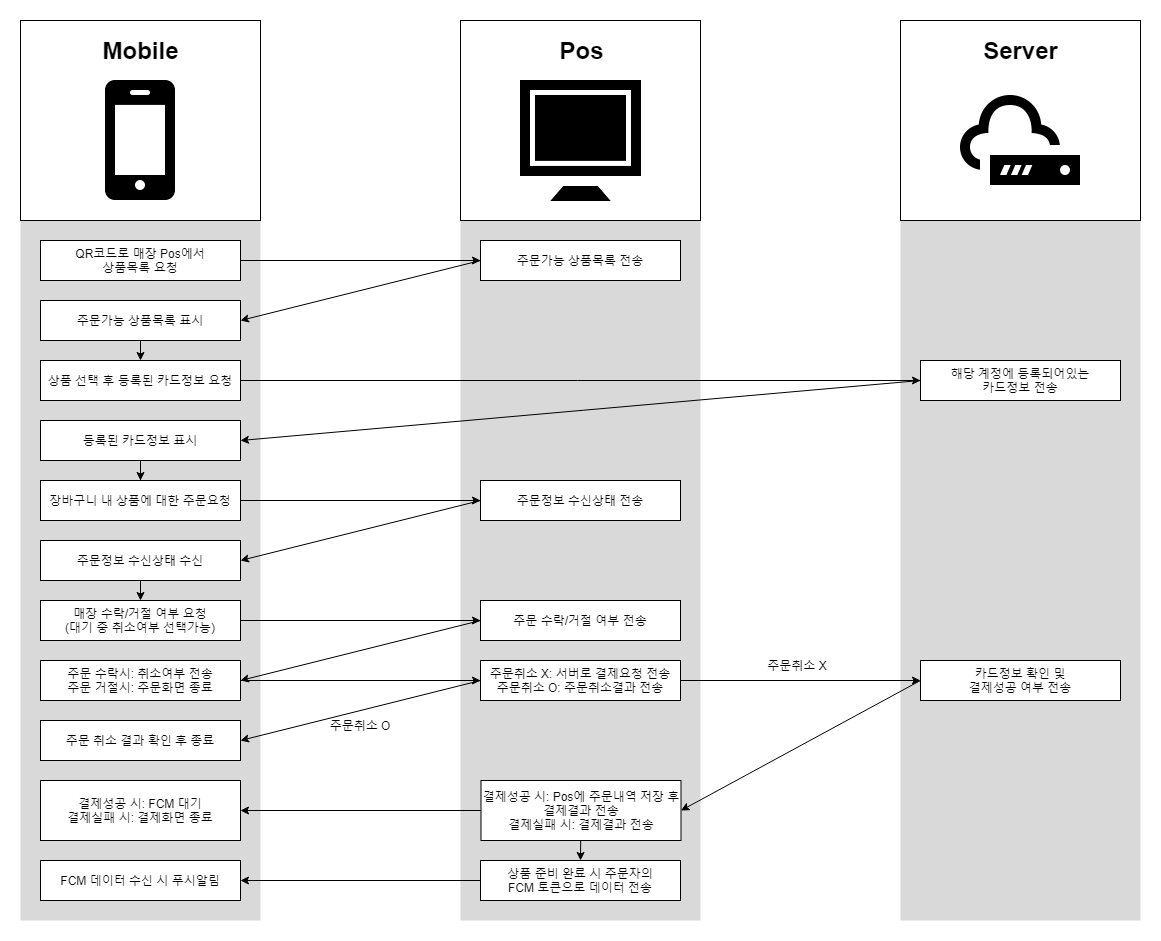 Mobile
Pos
Server
QR코드로 매장 Pos에서
상품목록 요청
주문가능 상품목록 전송
주문가능 상품목록 표시
상품 선택 후 등록된 카드정보 요청
해당 계정에 등록되어있는
카드정보 전송
등록된 카드정보 표시
장바구니 내 상품에 대한 주문요청
주문정보 수신상태 전송
주문정보 수신상태 수신
매장 수락/거절 여부 요청
(대기 중 취소여부 선택가능)
주문 수락/거절 여부 전송
주문 수락시: 취소여부 전송
주문 거절시: 주문화면 종료
주문취소 X: 서버로 결제요청 전송
주문취소 O: 주문취소결과 전송
주문취소 X
카드정보 확인 및
결제성공 여부 전송
주문취소 O
주문 취소 결과 확인 후 종료
결제성공 시: FCM 대기
결제실패 시: 결제화면 종료
결제성공 시: Pos에 주문내역 저장 후
결제결과 전송
결제실패 시: 결제결과 전송
FCM 데이터 수신 시 푸시알림
상품 준비 완료 시 주문자의
FCM 토큰으로 데이터 전송